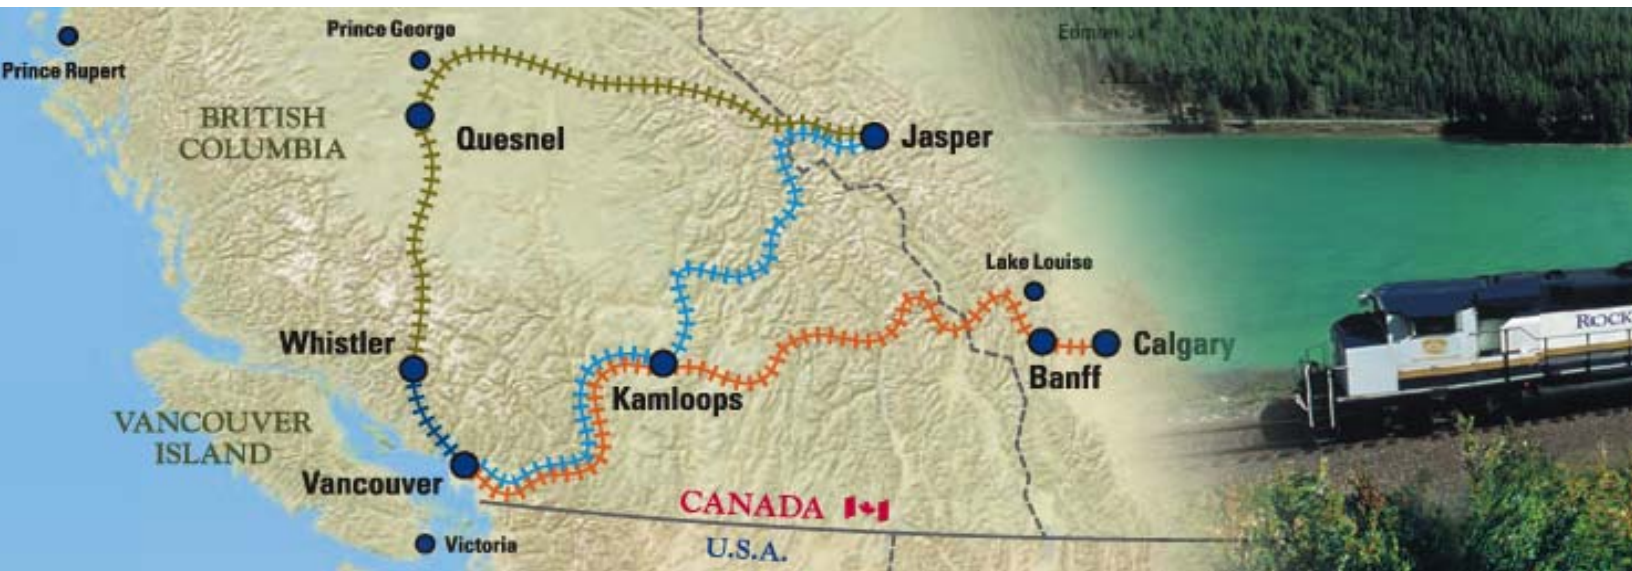 Prince George
Prince Rupert
BRITISH
COLUMBIA
Quesnel
Jasper
Lake Louise
Whistler
Calgary
Banff
Kamloops
VANCOUVER
ISLAND
Vancouver
CANADA
U.S.A.
Victoria
ROCK